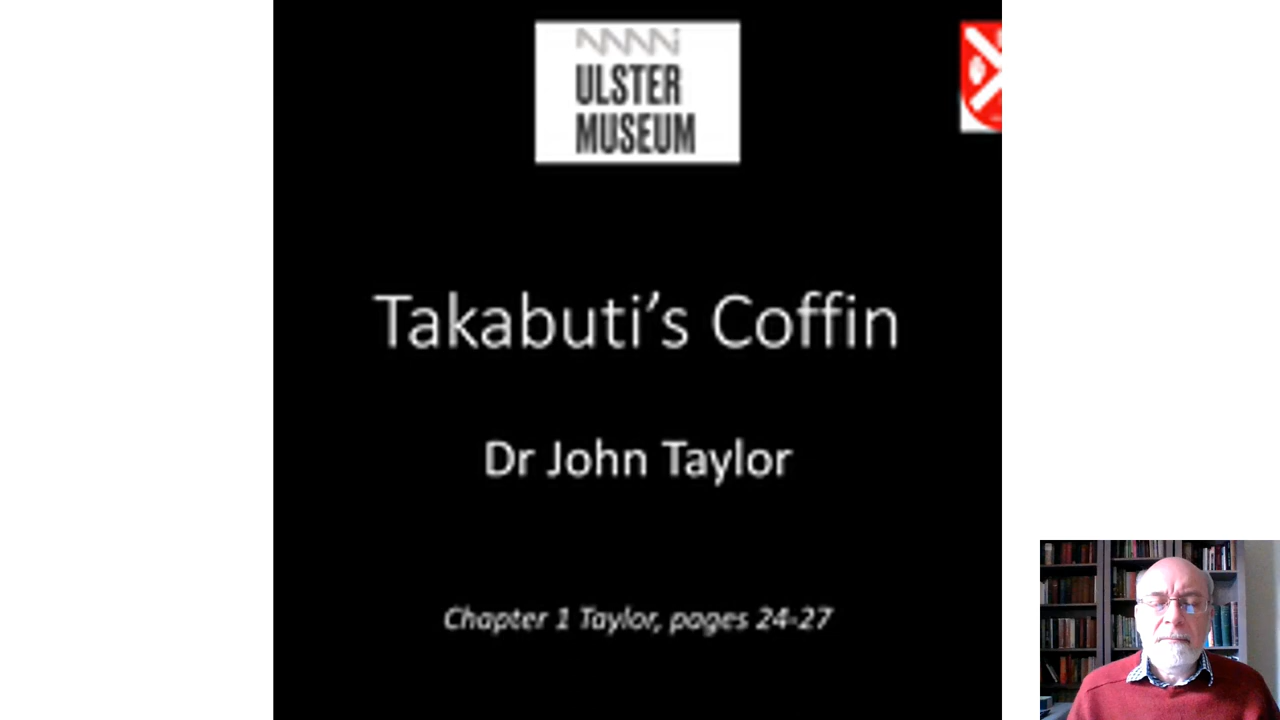 ULSTER
MUSEUM
Takabuti’s Coffin
Dr John Taylor
Chapter 1 Taylor, pages 24-27